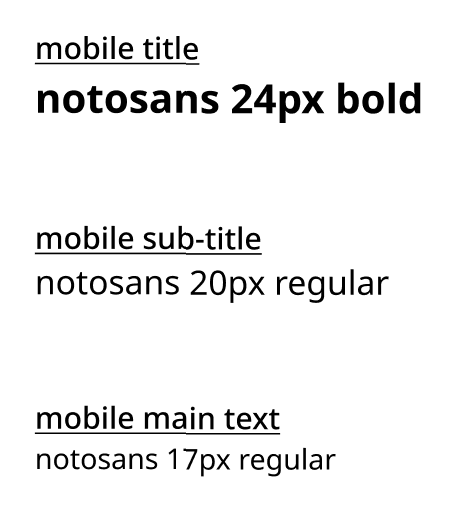 mobile title
notosans 24px bold
mobile sub-title
notosans 20px regular
mobile main text
notosans 17px regular